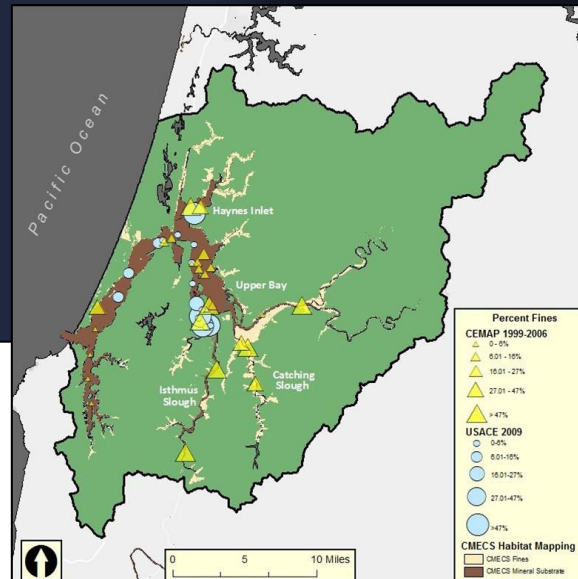 Pacific Ocean
Haynes Inlet
Upper Bay
Isthmus
Slough
Catching
Slough
0 5 10 Miles
Percent Fines
CEMAP 1999-2006
0 - 6%
6.01 - 16%
16.01 - 27%
27.01 - 47%
> 47%
USACE 2009
0-6%
6.01-16%
16.01-27%
27.01-47%
>47%
CMECS Habitat Mapping
CMECS Fines
CMECS Mineral Substrate